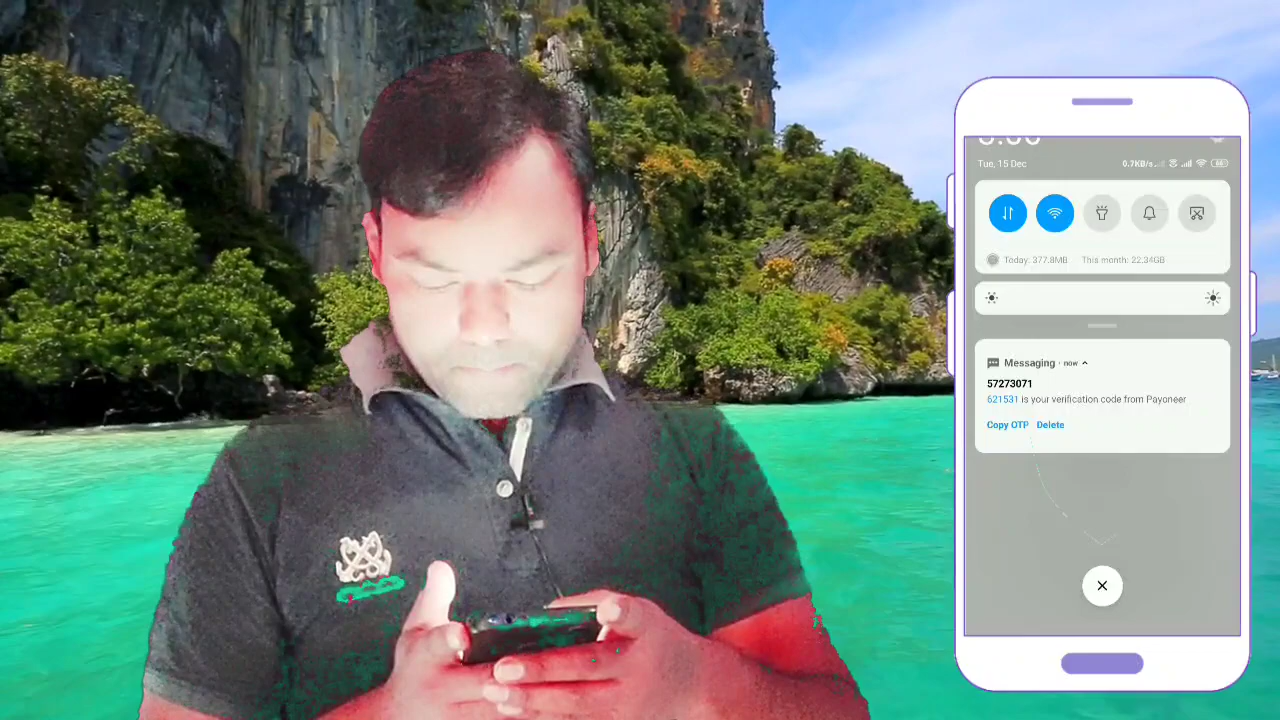 Tue, 15 Dec
0.7KB/s
66
Today: 377.8MB This month: 22.34GB
Messaging · now
57273071
621531 is your verification code from Payoneer
Copy OTP Delete